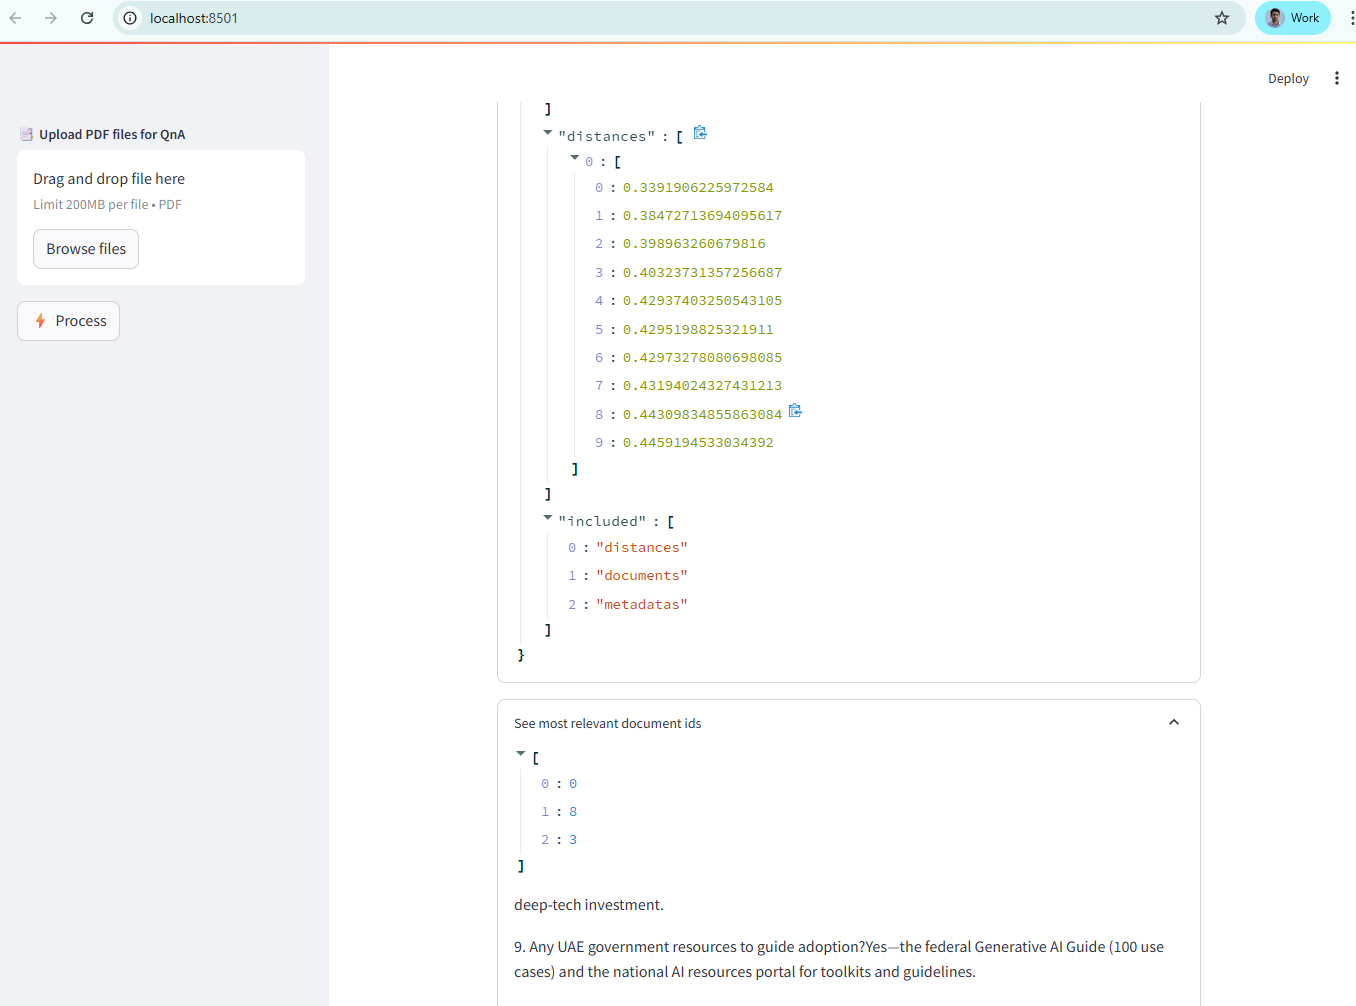 localhost:8501
Work
Deploy
Upload PDF files for QnA
Drag and drop file here
Limit 200MB per file • PDF
Browse files
Process
]
"distances" : [
0 : [
0 : 0.3391906225972584
1 : 0.38472713694095617
2 : 0.398963260679816
3 : 0.40323731357256687
4 : 0.42937403250543105
5 : 0.4295198825321911
6 : 0.42973278080698085
7 : 0.43194024327431213
8 : 0.44309834855863084
9 : 0.4459194533034392
]
]
"included" : [
0 : "distances"
1 : "documents"
2 : "metadatas"
]
}
See most relevant document ids
[
0 : 0
1 : 8
2 : 3
]
deep-tech investment.
9. Any UAE government resources to guide adoption?Yes—the federal Generative AI Guide (100 use
cases) and the national AI resources portal for toolkits and guidelines.